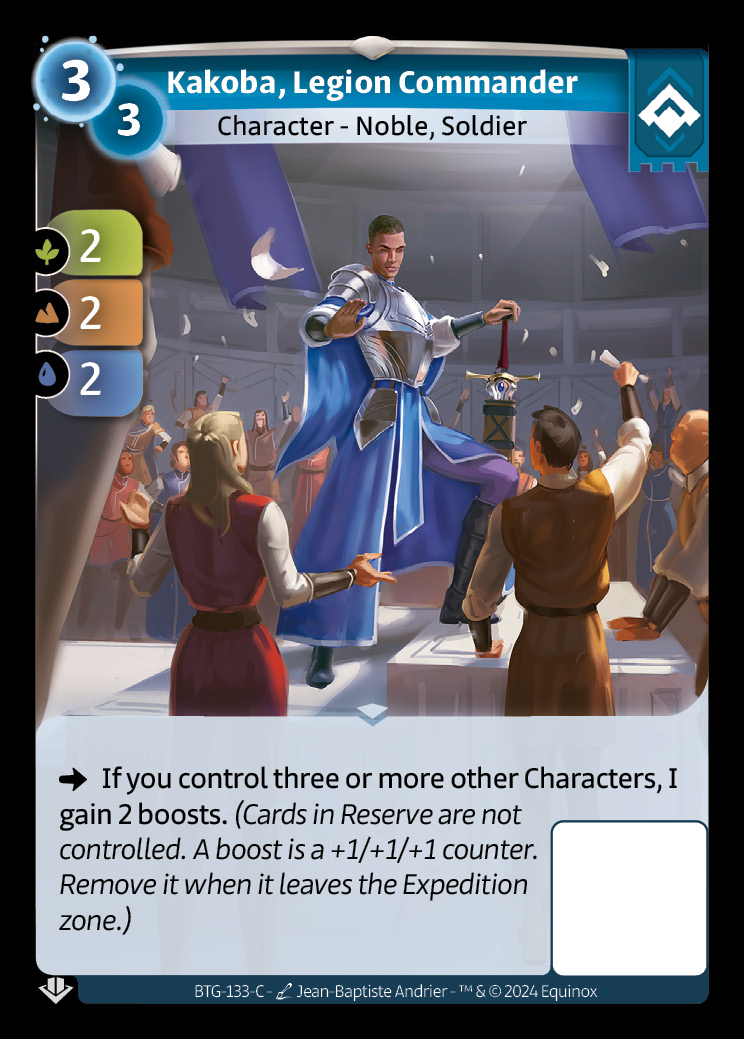 3
Kakoba, Legion Commander
3
Character - Noble, Soldier
2
2
2
If you control three or more other Characters, I
gain 2 boosts. (Cards in Reserve are not
controlled. A boost is a +1/+1/+1 counter.
Remove it when it leaves the Expedition
zone.)
BTG-133-C - Jean-Baptiste Andrier - ™ & © 2024 Equinox